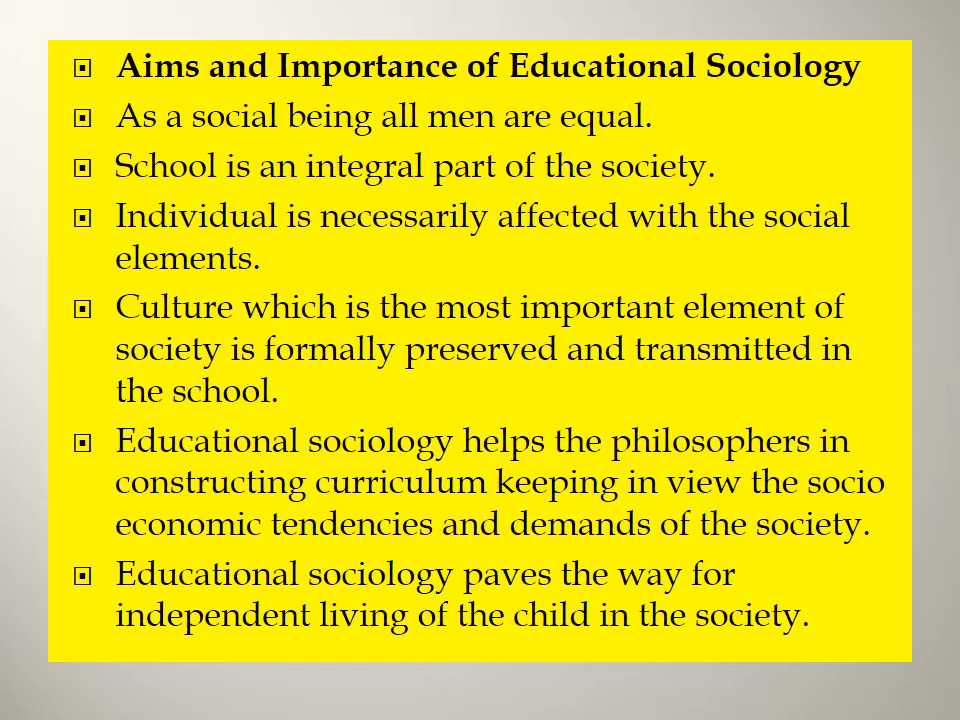 Aims and Importance of Educational Sociology
As a social being all men are equal.
School is an integral part of the society.
Individual is necessarily affected with the social
elements.
Culture which is the most important element of
society is formally preserved and transmitted in
the school.
Educational sociology helps the philosophers in
constructing curriculum keeping in view the socio
economic tendencies and demands of the society.
Educational sociology paves the way for
independent living of the child in the society.